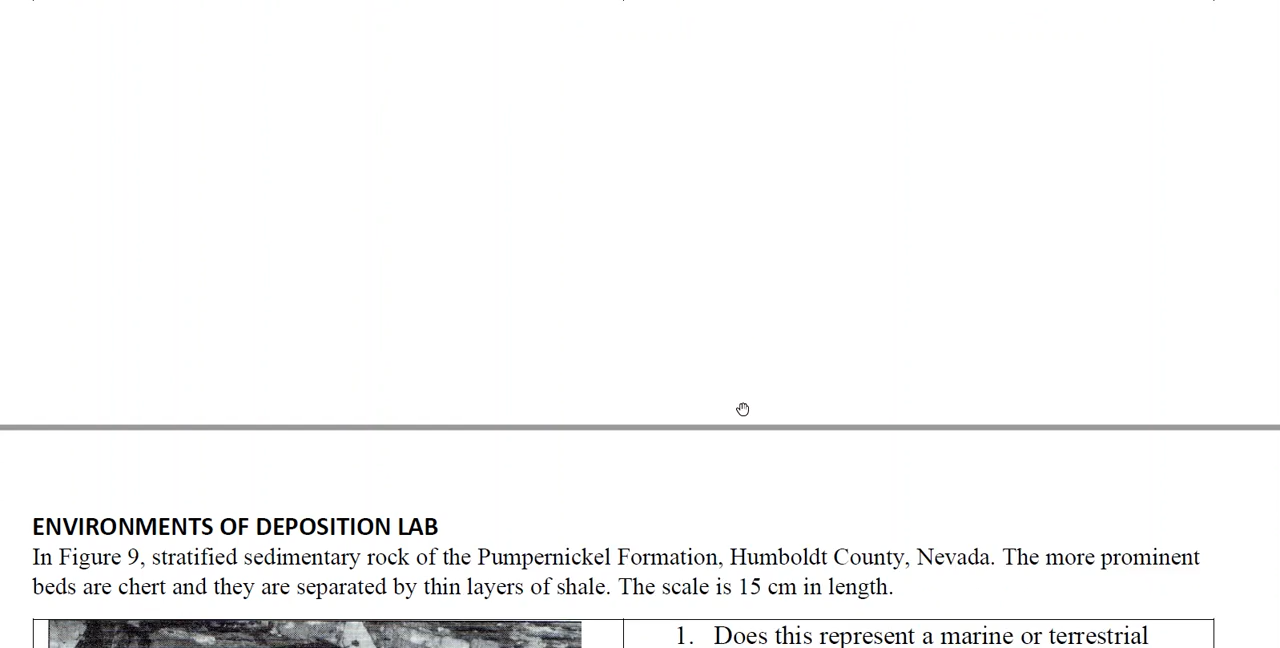 ENVIRONMENTS OF DEPOSITION LAB
In Figure 9, stratified sedimentary rock of the Pumpernickel Formation, Humboldt County, Nevada. The more prominent
beds are chert and they are separated by thin layers of shale. The scale is 15 cm in length.
1. Does this represent a marine or terrestrial